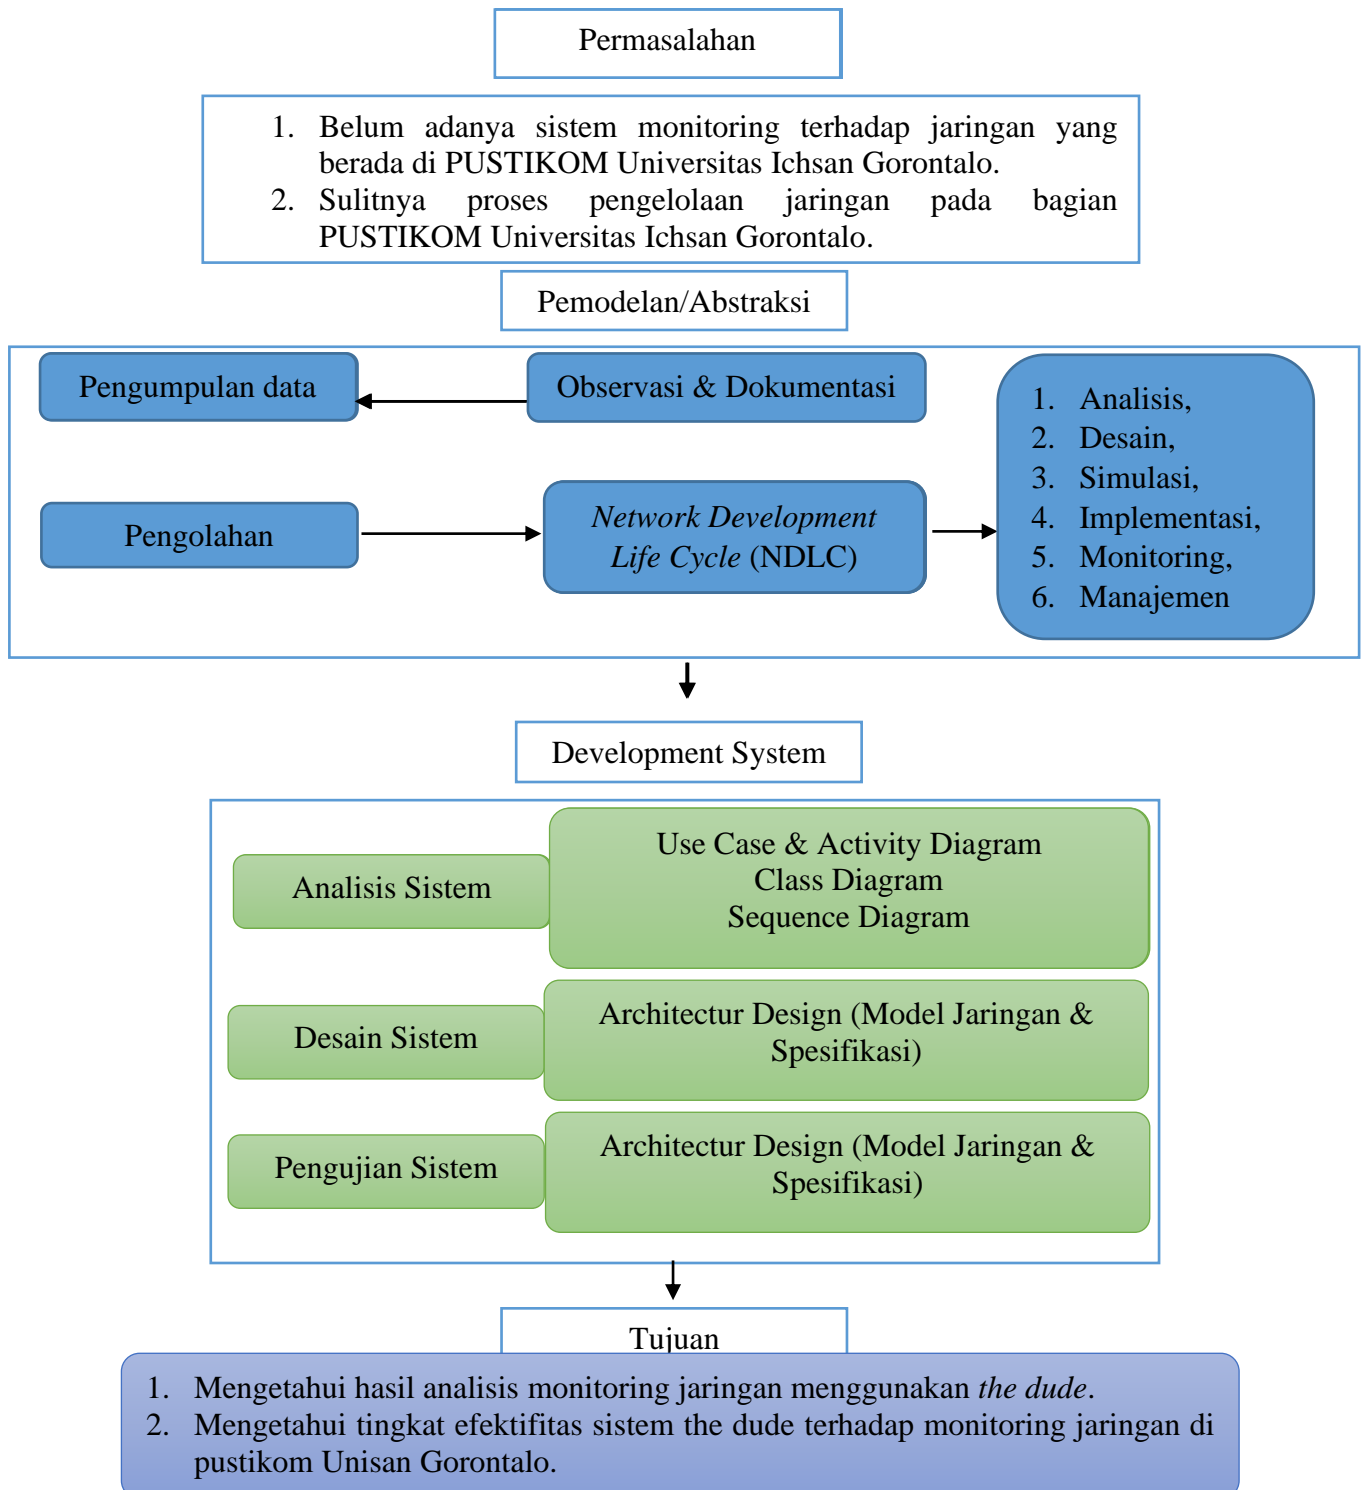 Permasalahan
1. Belum adanya sistem monitoring terhadap jaringan yang
berada di PUSTIKOM Universitas Ichsan Gorontalo.
2. Sulitnya proses pengelolaan jaringan pada bagian
PUSTIKOM Universitas Ichsan Gorontalo.
Pemodelan/Abstraksi
Pengumpulan data
Observasi & Dokumentasi
Pengolahan
Network Development
Life Cycle (NDLC)
1. Analisis,
2. Desain,
3. Simulasi,
4. Implementasi,
5. Monitoring,
6. Manajemen
Development System
Analisis Sistem
Use Case & Activity Diagram
Class Diagram
Sequence Diagram
Desain Sistem
Architectur Design (Model Jaringan &
Spesifikasi)
Pengujian Sistem
Architectur Design (Model Jaringan &
Spesifikasi)
Tujuan
1. Mengetahui hasil analisis monitoring jaringan menggunakan the dude.
2. Mengetahui tingkat efektifitas sistem the dude terhadap monitoring jaringan di
pustikom Unisan Gorontalo.